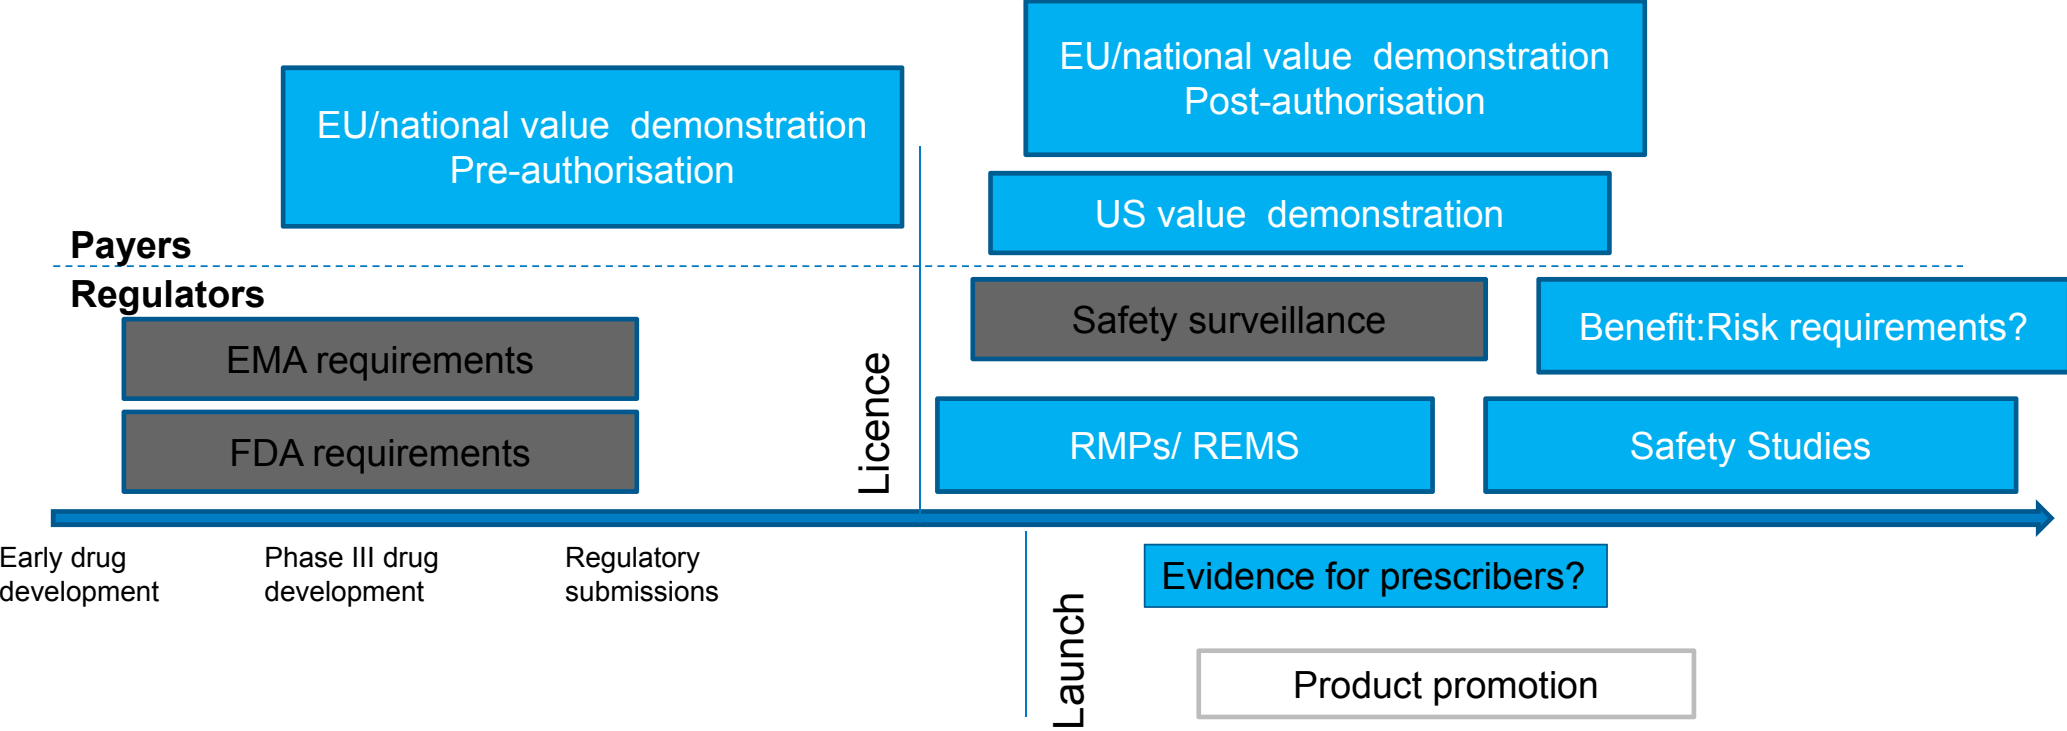 EU/national value  demonstration
Pre-authorisation
EU/national value  demonstration
Post-authorisation
US value  demonstration
Payers
Regulators
EMA requirements
FDA requirements
Licence
Safety surveillance
Benefit:Risk requirements?
RMPs/ REMS
Safety Studies
Early drug
development
Phase III drug
development
Regulatory
submissions
Launch
Evidence for prescribers?
Product promotion